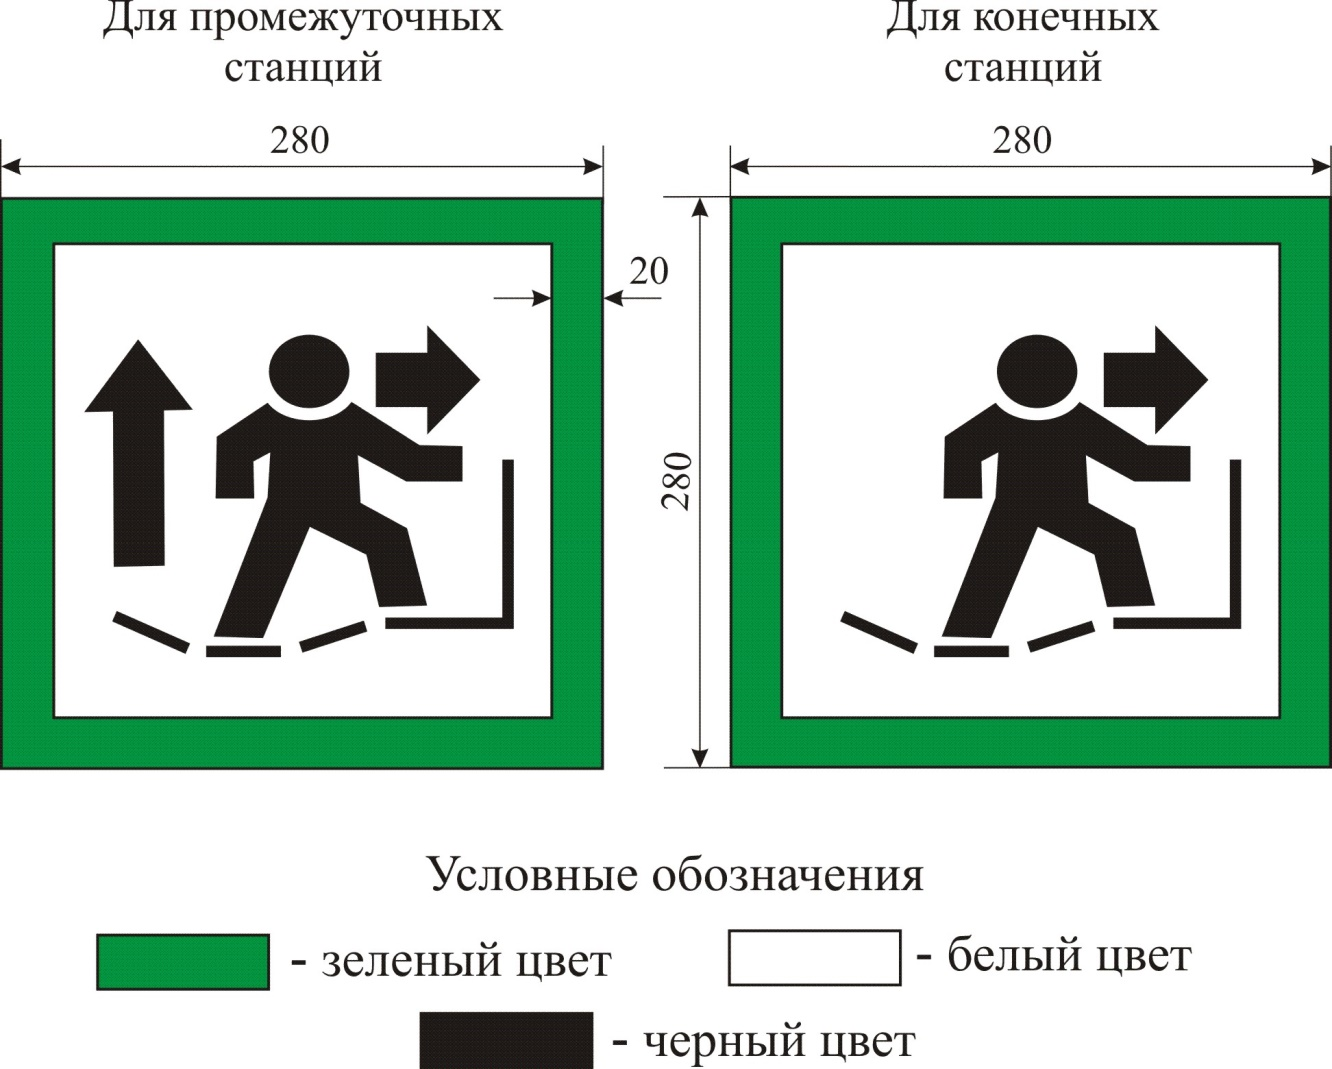 Для промежуточных
станций
Для конечных
станций
280
280
20
280
Условные обозначения
- зеленый цвет
- белый цвет
- черный цвет